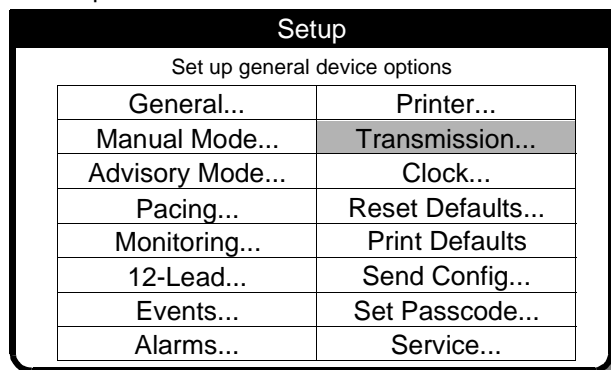 Setup
Set up general device options
General... Printer...
Manual Mode... Transmission...
Advisory Mode... Clock...
Pacing... Reset Defaults...
Monitoring... Print Defaults
12-Lead... Send Config...
Events... Set Passcode...
Alarms... Service...